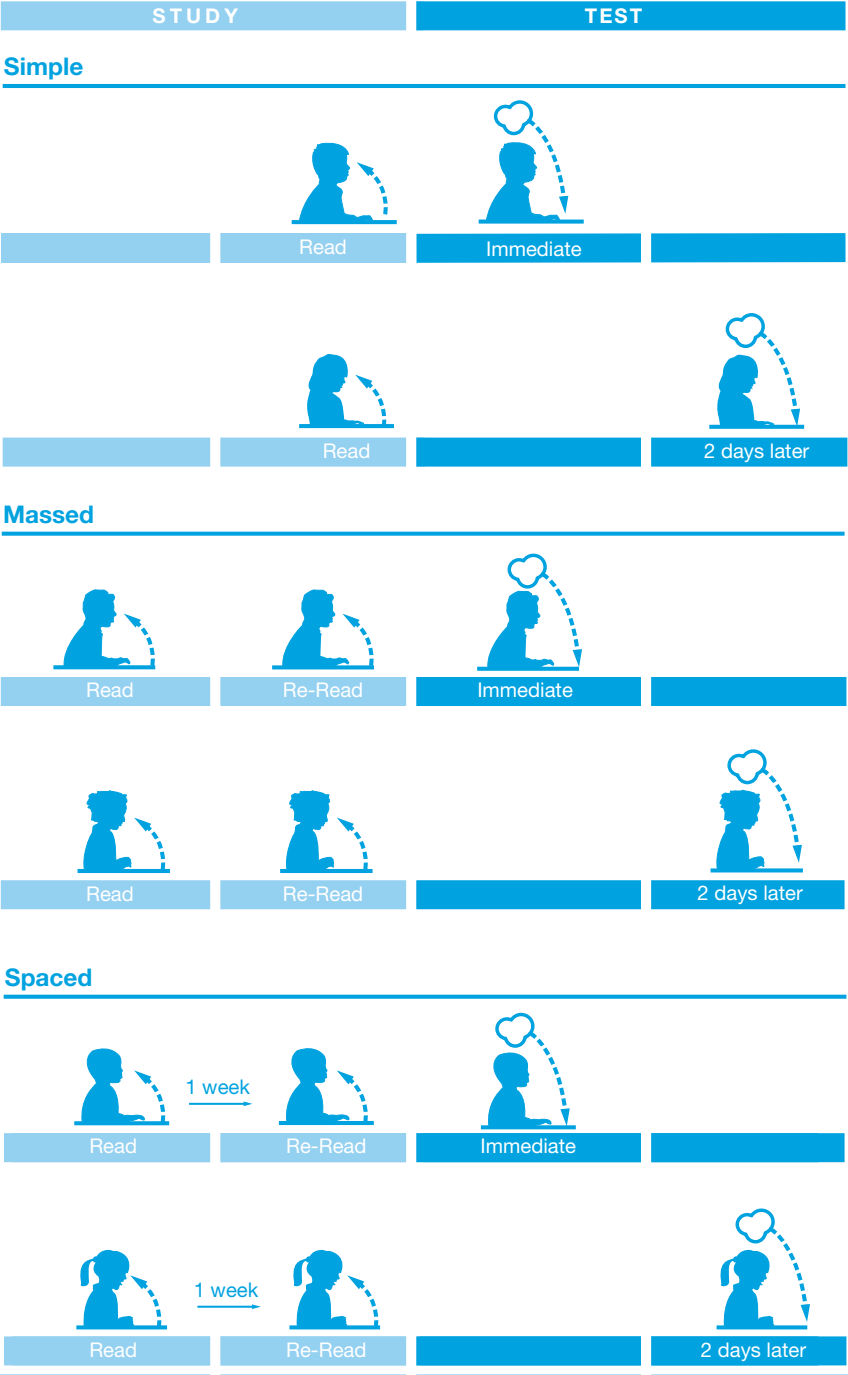 STUDY TEST
Simple
Read Immediate
Read 2 days later
Massed
Read Re-Read Immediate
Read Re-Read 2 days later
Spaced
1 week
Read Re-Read Immediate
1 week
Read Re-Read 2 days later